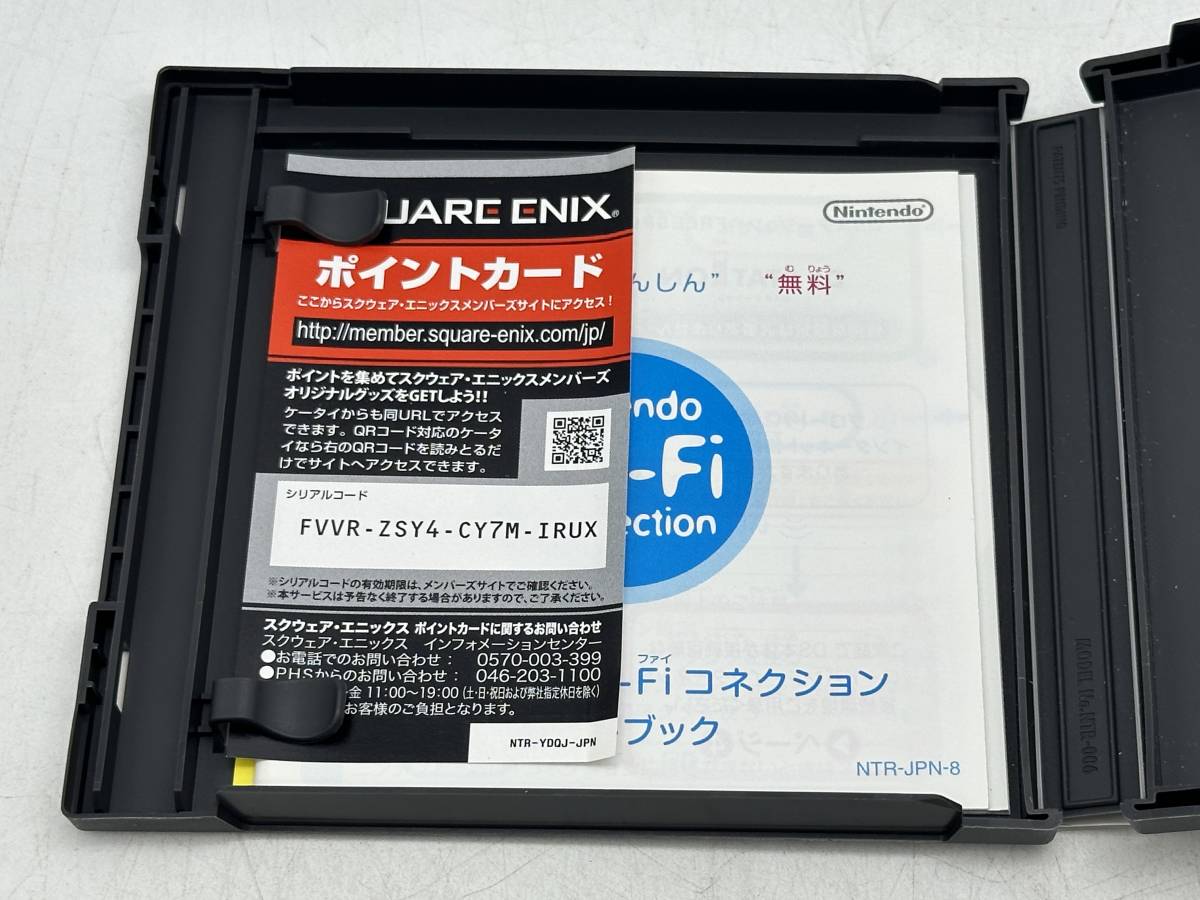 QUARE ENIX®
ポイントカード
ここからスクウェア・エニックスメンバーズサイトにアクセス！
http://member.square-enix.com/jp/
ポイントを集めてスクウェア・エニックスメンバーズ
オリジナルグッズをGETしよう!!
ケータイからも同URLでアクセス
できます。QRコード対応のケータ
イなら右のQRコードを読みとるだ
けでサイトへアクセスできます。
シリアルコード
FVVR-ZSY4-CY7M-IRUX
※シリアルコードの有効期限は、メンバーズサイトでご確認ください。
※本サービスは予告なく終了する場合がありますので、ご了承ください。
スクウェア・エニックス ポイントカードに関するお問い合わせ
スクウェア・エニックス インフォメーションセンター
●お電話でのお問い合わせ： 0570-003-399
●PHSからのお問い合わせ： 046-203-1100
金 11:00～19:00 (土・日・祝日および弊社指定休日を除く)
お客様のご負担となります。
NTR-YDQJ-JPN
Nintendo
んしん” “無料”
む りょう
endo
-Fi
ection
ファイ
-Fi コネクション
ブック
NTR-JPN-8
PATENTS PENDING
MODEL No.NTR-006